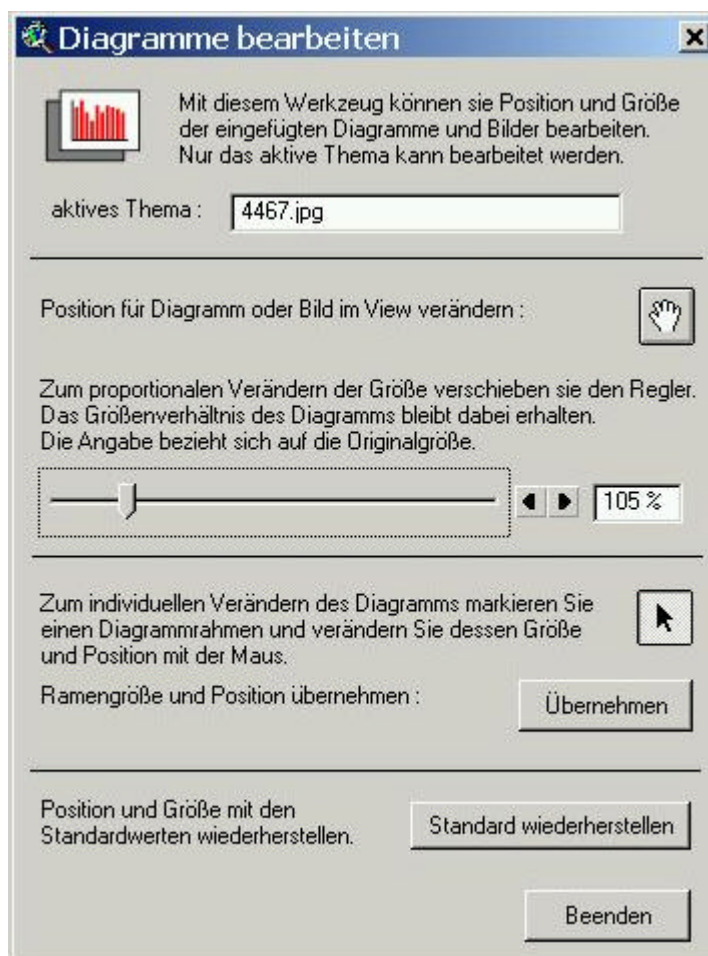 Diagramme bearbeiten
Mit diesem Werkzeug können sie Position und Größe
der eingefügten Diagramme und Bilder bearbeiten.
Nur das aktive Thema kann bearbeitet werden.
aktives Thema : 4467.jpg
Position für Diagramm oder Bild im View verändern :
Zum proportionalen Verändern der Größe verschieben sie den Regler.
Das Größenverhältnis des Diagramms bleibt dabei erhalten.
Die Angabe bezieht sich auf die Originalgröße.
105 %
Zum individuellen Verändern des Diagramms markieren Sie
einen Diagrammrahmen und verändern Sie dessen Größe
und Position mit der Maus.
Ramengröße und Position übernehmen :
Übernehmen
Position und Größe mit den
Standardwerten wiederherstellen.
Standard wiederherstellen
Beenden